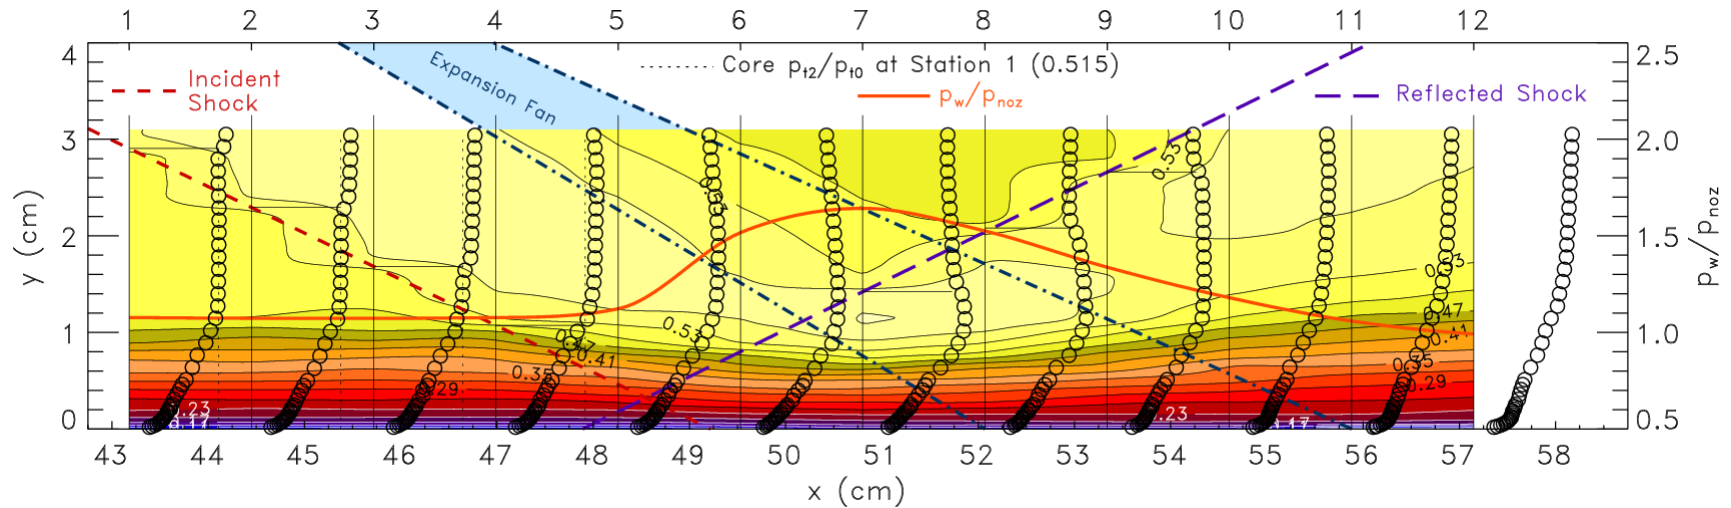 1 2 3 4 5 6 7 8 9 10 11 12
4 2.5
Expansion Fan
Core pt2/pt0 at Station 1 (0.515)
Incident
Shock
pw/pnoz
Reflected Shock
3 2.0
0.53
2 1.5
y (cm)
pw/pnoz
0.53
1 1.0
0.53
0.47
0.47
0.41
0.41
0.35
0.35
0.29
0.29
0.23
0.23
0.17
0.17
0 0.5
43 44 45 46 47 48 49 50 51 52 53 54 55 56 57 58
x (cm)